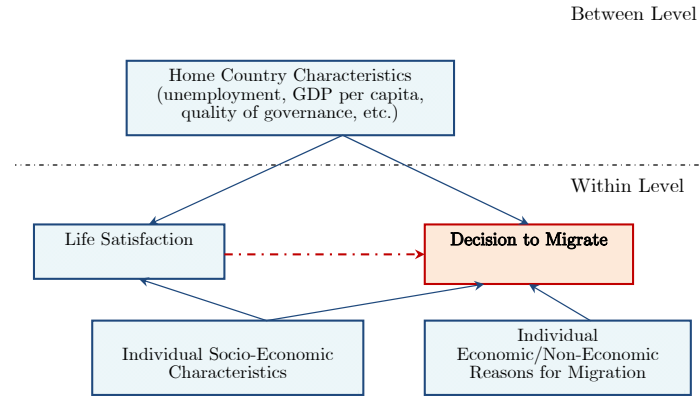 Between Level
Home Country Characteristics
(unemployment, GDP per capita,
quality of governance, etc.)
Within Level
Life Satisfaction
Decision to Migrate
Individual Socio-Economic
Characteristics
Individual
Economic/Non-Economic
Reasons for Migration